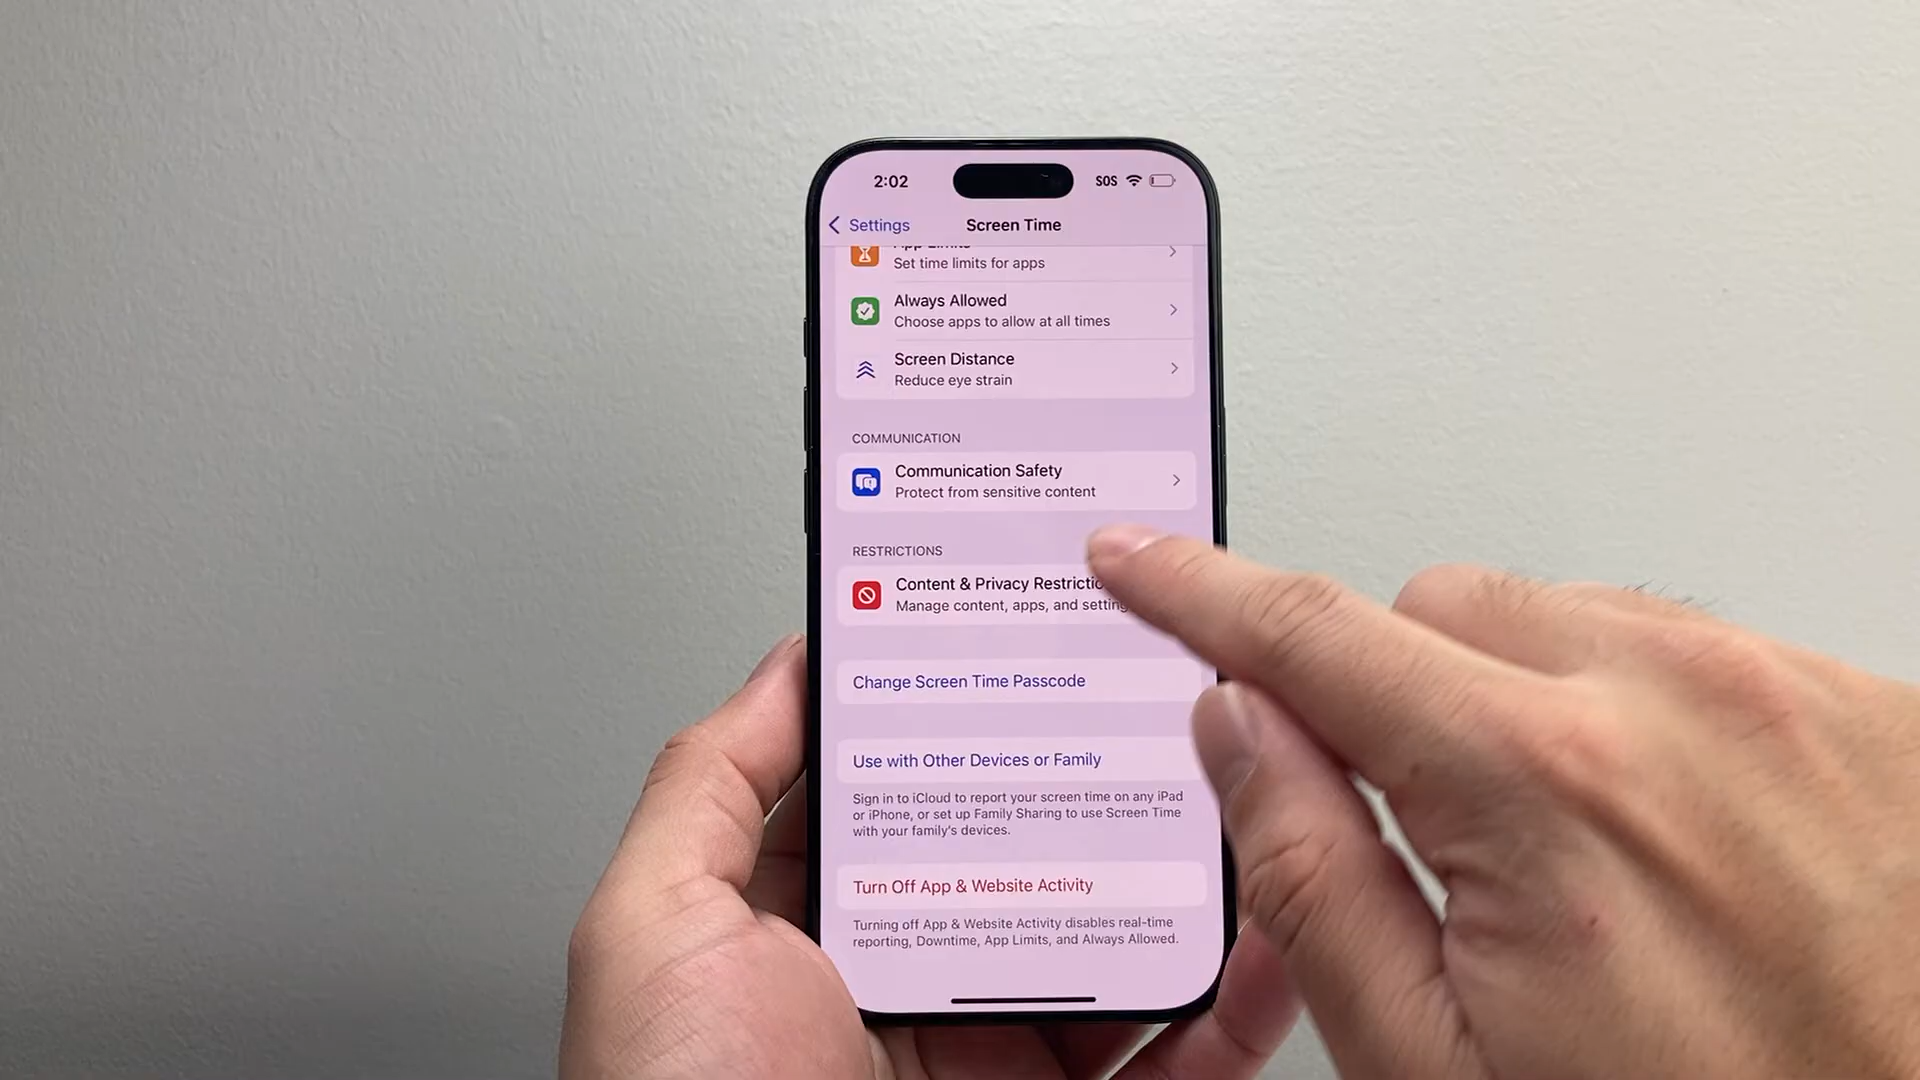 2:02
SOS
Settings
Screen Time
App Limits
Set time limits for apps
Always Allowed
Choose apps to allow at all times
Screen Distance
Reduce eye strain
COMMUNICATION
Communication Safety
Protect from sensitive content
RESTRICTIONS
Content & Privacy Restrictio
Manage content, apps, and setting
Change Screen Time Passcode
Use with Other Devices or Family
Sign in to iCloud to report your screen time on any iPad
or iPhone, or set up Family Sharing to use Screen Time
with your family's devices.
Turn Off App & Website Activity
Turning off App & Website Activity disables real-time
reporting, Downtime, App Limits, and Always Allowed.